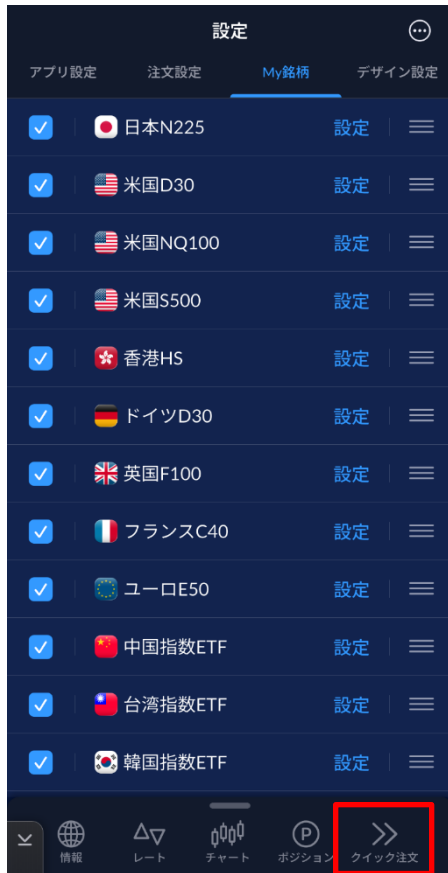 設定
アプリ設定 注文設定 My銘柄 デザイン設定
日本N225 設定
米国D30 設定
米国NQ100 設定
米国S500 設定
香港HS 設定
ドイツD30 設定
英国F100 設定
フランスC40 設定
ユーロE50 設定
中国指数ETF 設定
台湾指数ETF 設定
韓国指数ETF 設定
P
情報 レート チャート ポジション クイック注文